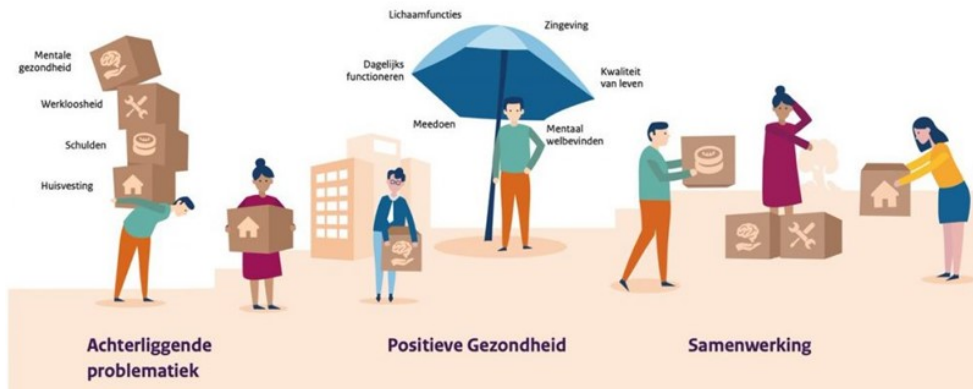 Mentale
gezondheid
Werkloosheid
Schulden
Huisvesting
Lichaamfuncties
Zingeving
Dagelijks
functioneren
Kwaliteit
van leven
Meedoen
Mentaal
welbevinden
Achterliggende
problematiek
Positieve Gezondheid
Samenwerking